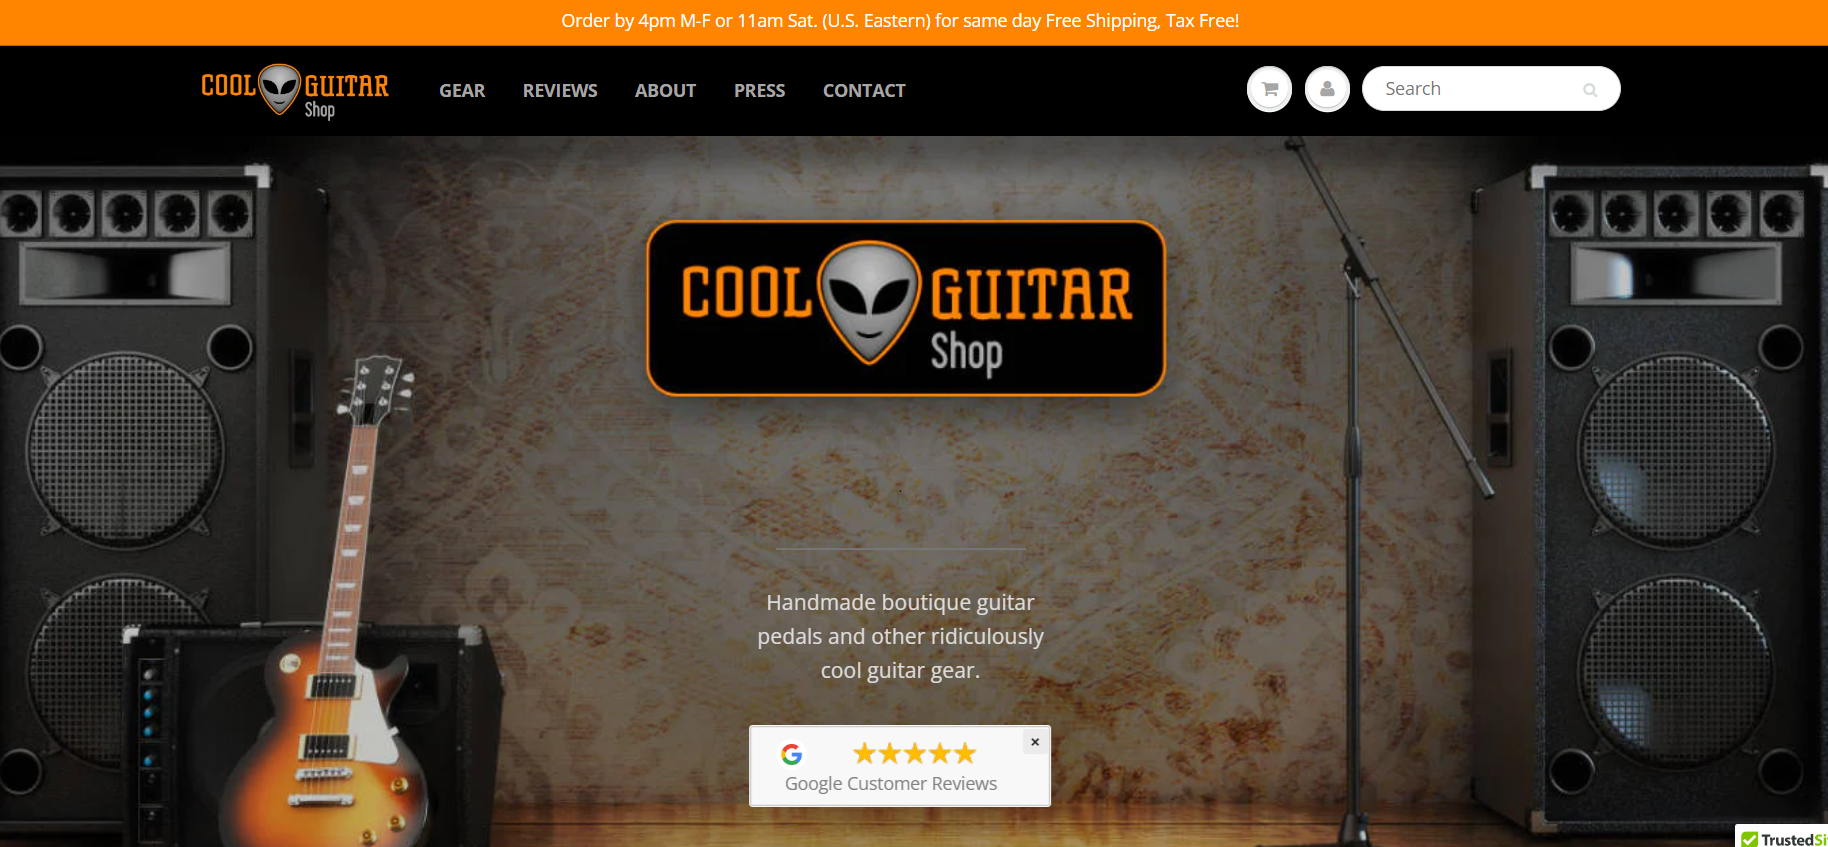 Order by 4pm M-F or 11am Sat. (U.S. Eastern) for same day Free Shipping, Tax Free!
COOL GUITAR
Shop
GEAR REVIEWS ABOUT PRESS CONTACT
Search
COOL GUITAR
Shop
Handmade boutique guitar
pedals and other ridiculously
cool guitar gear.
Google Customer Reviews
TrustedSi